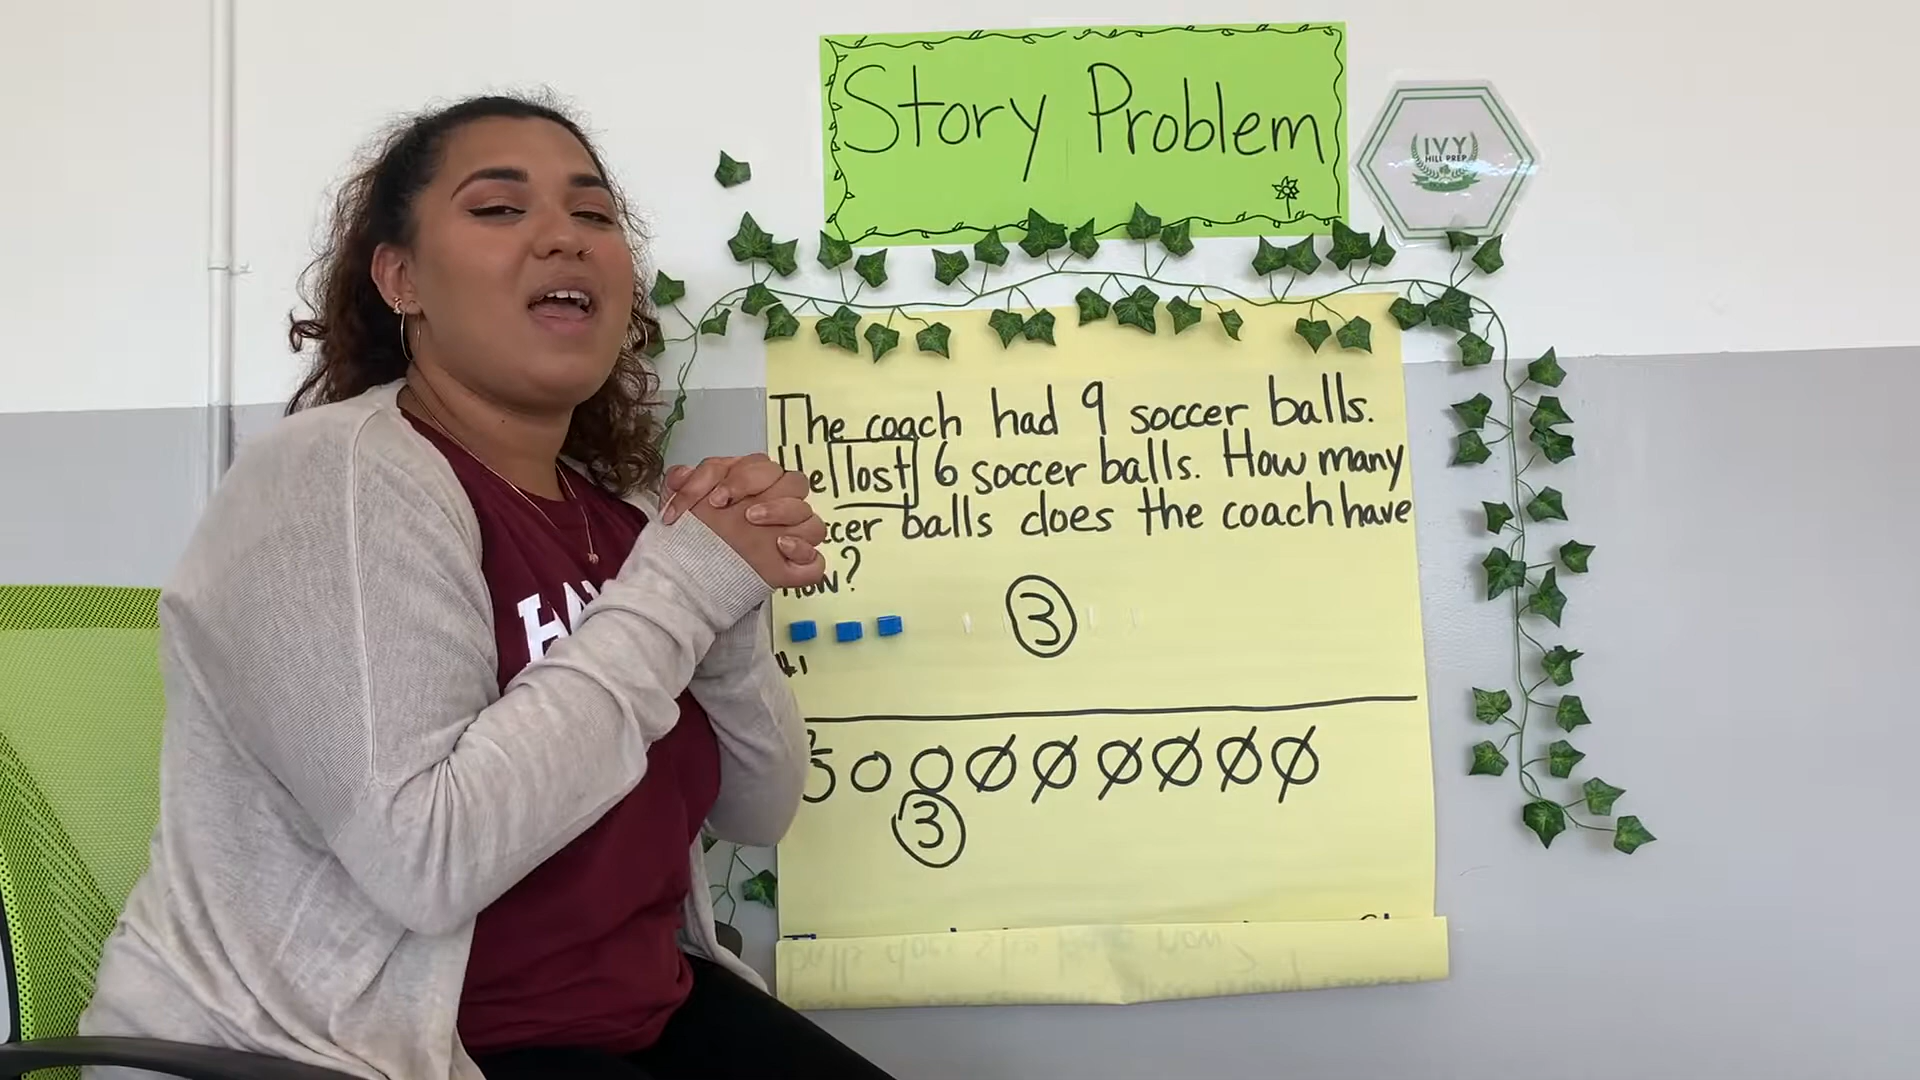 Story Problem
IVY
HILL PREP
The coach had 9 soccer balls.
lost 6 soccer balls. How many
balls does the coach have
?
3
3